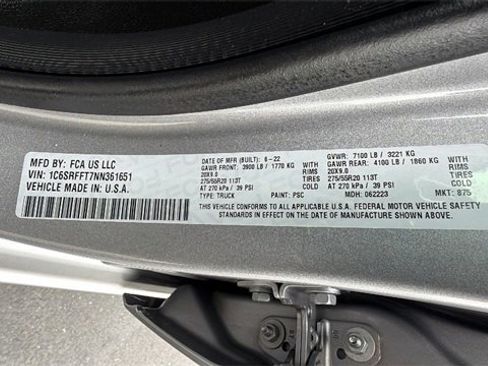 MFD BY: FCA US LLC
VIN: 1C6SRFFT7NN361651
VEHICLE MADE IN U.S.A.
DATE OF MFD (BUILT): 6-22
GAWR FRONT: 3900 LB / 1770 KG
20X9.0 RIMS
275/55R20 113T TIRES
AT 270 kPa / 39 PSI COLD
TYPE: TRUCK PAINT: PSC
GVWR: 7100 LB / 3221 KG
GAWR REAR: 4100 LB / 1860 KG
20X9.0 RIMS
275/55R20 113T TIRES
AT 270 kPa / 39 PSI COLD
MDH: 062223 MKT: 875
THIS VEHICLE CONFORMS TO ALL APPLICABLE U.S.A. FEDERAL MOTOR VEHICLE SAFETY
STANDARDS IN EFFECT ON THE DATE OF MANUFACTURE SHOWN ABOVE.